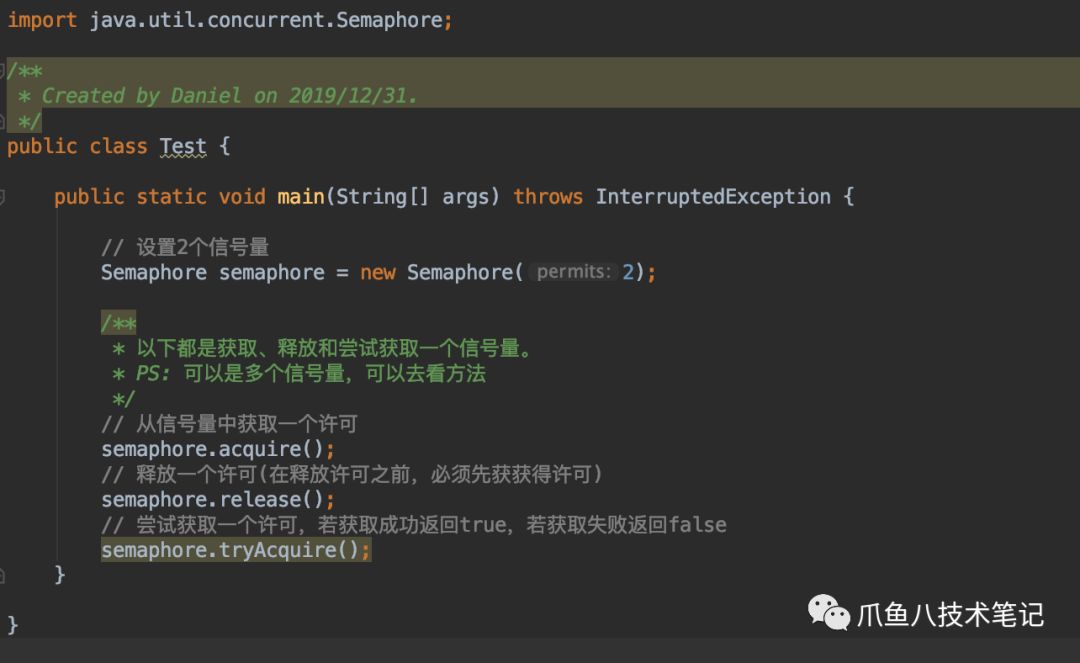 import java.util.concurrent.Semaphore;
/**
 * Created by Daniel on 2019/12/31.
 */
public class Test {
public static void main(String[] args) throws InterruptedException {
// 设置2个信号量
Semaphore semaphore = new Semaphore( permits: 2);
/**
 * 以下都是获取、释放和尝试获取一个信号量。
 * PS: 可以是多个信号量，可以去看方法
 */
// 从信号量中获取一个许可
semaphore.acquire();
// 释放一个许可(在释放许可之前，必须先获获得许可)
semaphore.release();
// 尝试获取一个许可，若获取成功返回true，若获取失败返回false
semaphore.tryAcquire();
}
}
爪鱼八技术笔记